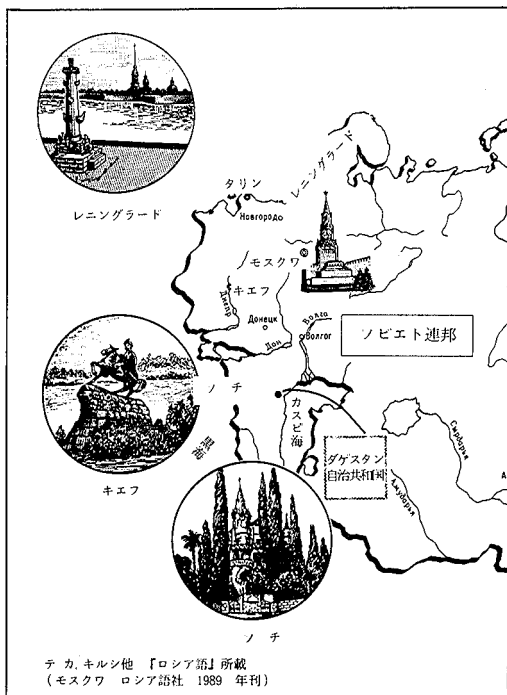 レニングラード
レニングラード
タリン
Новгородо
モスクワ
キエフ
Днепр
Донецк
Дон
Волга
Волгог
ソビエト連邦
ソ チ
黒海
カスピ海
ダゲスタン
自治共和国
Сырдарья
Амударья
А
キエフ
ソ チ
テ カ.キルシ他 『ロシア語』所載
(モスクワ ロシア語社 1989 年刊)